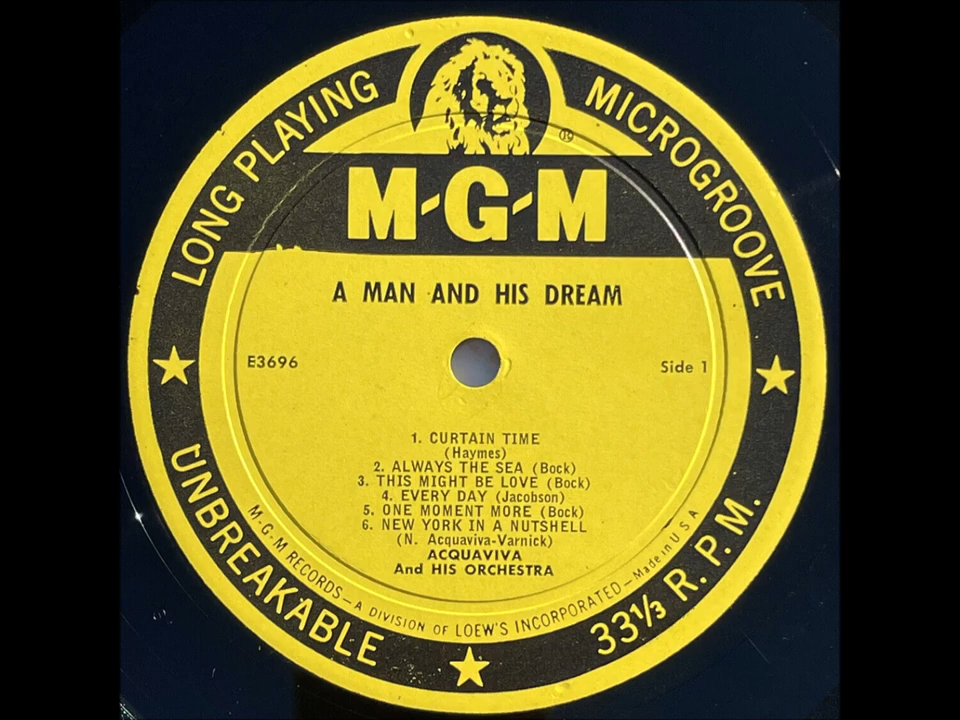 LONG PLAYING
MICROGROOVE
®
M-G-M
A MAN AND HIS DREAM
E3696
Side 1
1. CURTAIN TIME
(Haymes)
2. ALWAYS THE SEA (Bock)
3. THIS MIGHT BE LOVE (Bock)
4. EVERY DAY (Jacobson)
5. ONE MOMENT MORE (Bock)
6. NEW YORK IN A NUTSHELL
(N. Acquaviva-Varnick)
ACQUAVIVA
And HIS ORCHESTRA
M-G-M RECORDS – A DIVISION OF LOEW'S INCORPORATED – Made in U S A
UNBREAKABLE
33⅓ R. P. M.